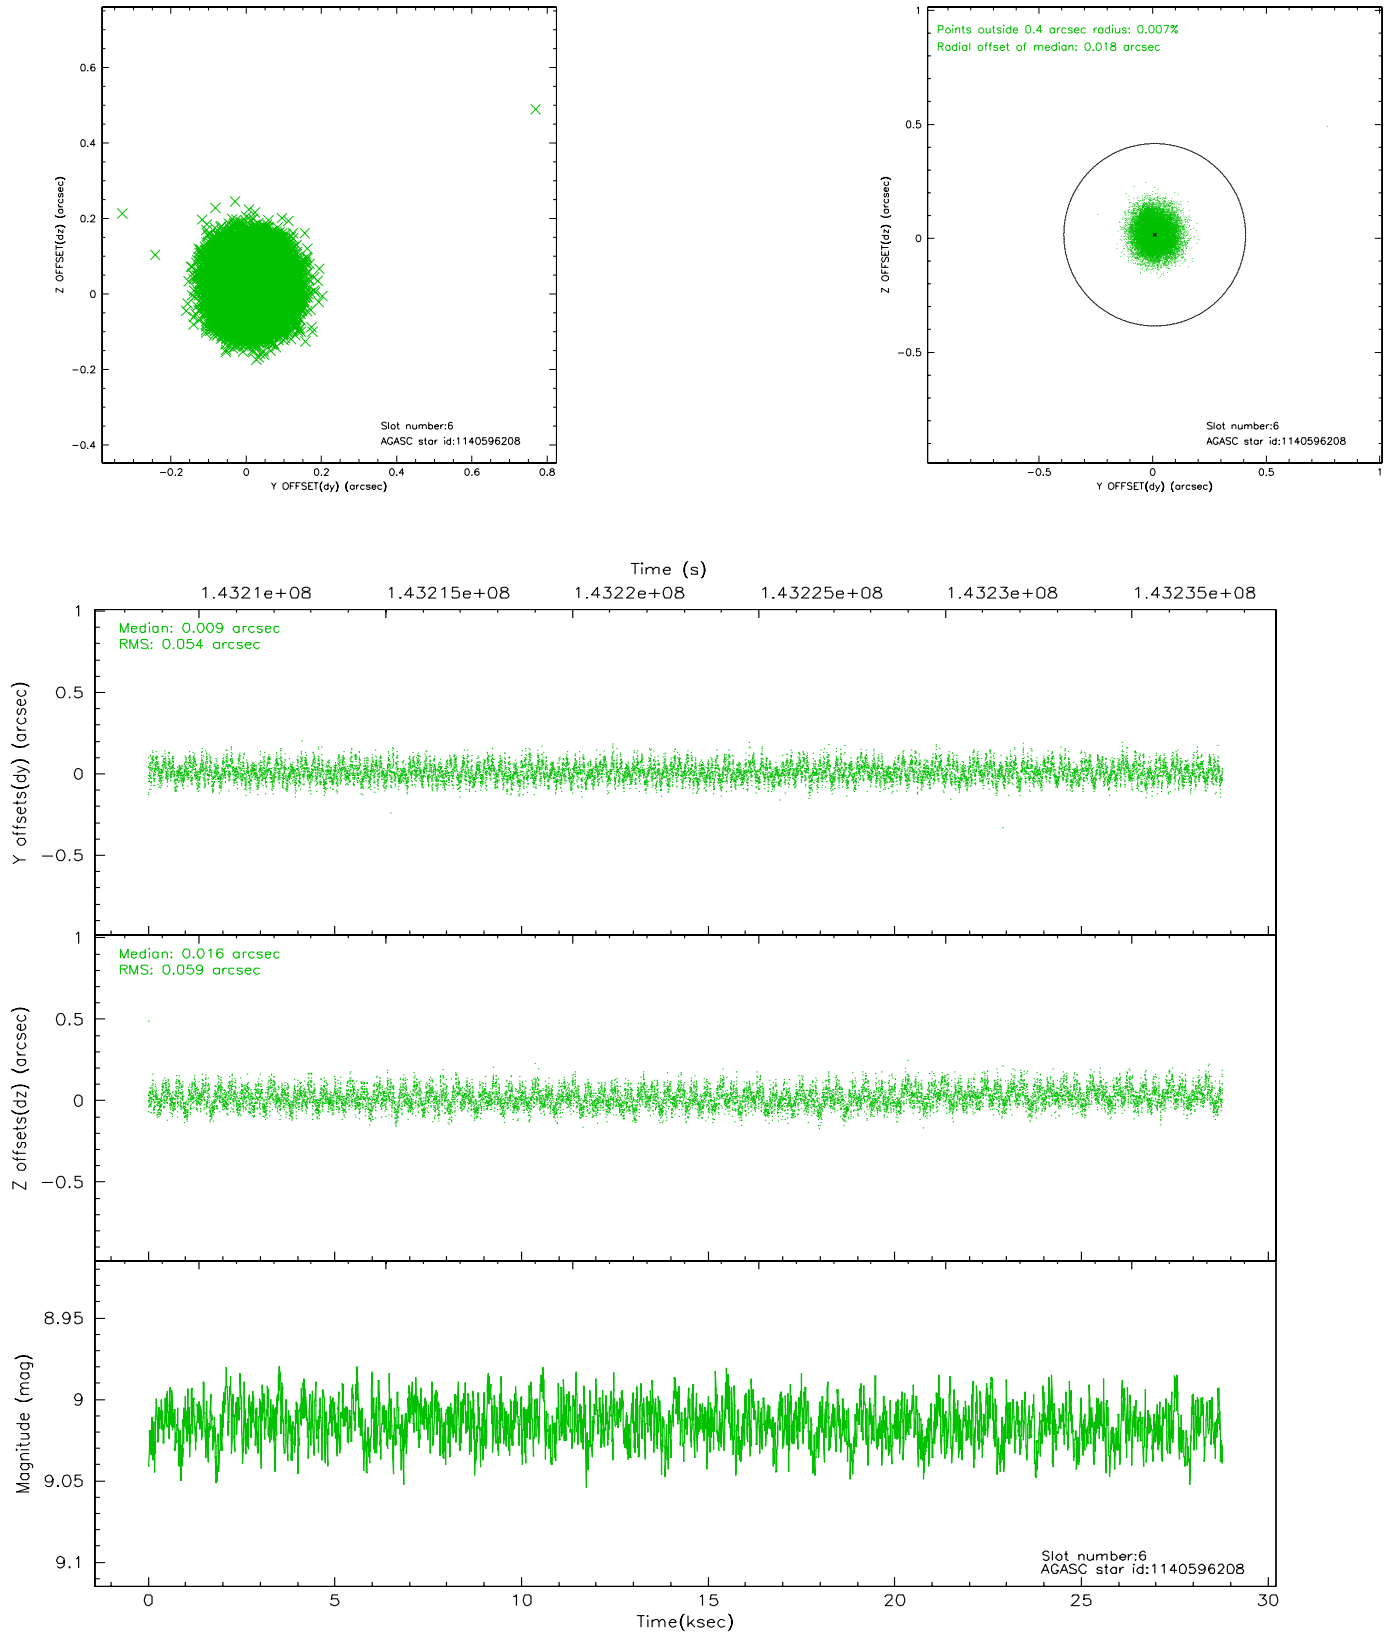 0.6
0.4
0.2
0
−0.2
−0.4
Z OFFSET(dz) (arcsec)
−0.2 0 0.2 0.4 0.6 0.8
Y OFFSET(dy) (arcsec)
Slot number:6
AGASC star id:1140596208
Points outside 0.4 arcsec radius: 0.007%
Radial offset of median: 0.018 arcsec
1
0.5
0
−0.5
Z OFFSET(dz) (arcsec)
−0.5 0 0.5 1
Y OFFSET(dy) (arcsec)
Slot number:6
AGASC star id:1140596208
Time (s)
1.4321e+08 1.43215e+08 1.4322e+08 1.43225e+08 1.4323e+08 1.43235e+08
Median: 0.009 arcsec
RMS: 0.054 arcsec
1
0.5
0
−0.5
Y offsets(dy) (arcsec)
Median: 0.016 arcsec
RMS: 0.059 arcsec
1
0.5
0
−0.5
Z offsets(dz) (arcsec)
8.95
9
9.05
9.1
Magnitude (mag)
Slot number:6
AGASC star id:1140596208
0 5 10 15 20 25 30
Time(ksec)